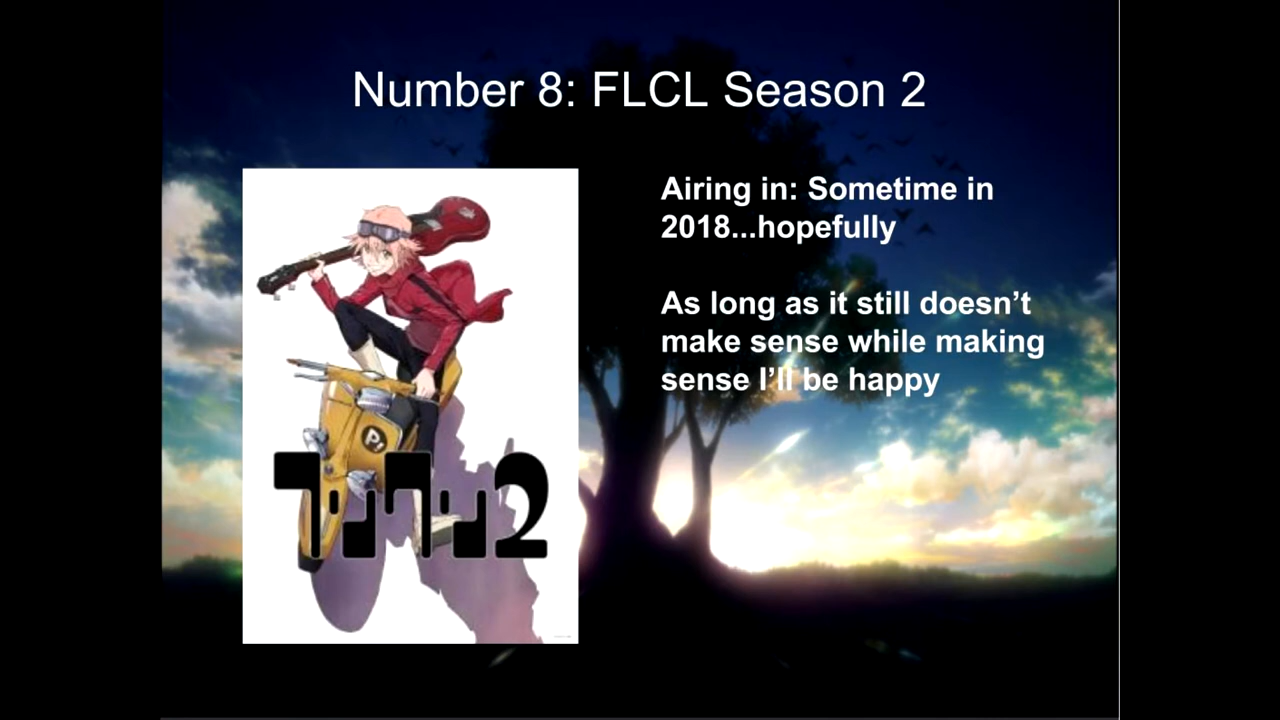 Number 8: FLCL Season 2
Airing in: Sometime in
2018...hopefully
As long as it still doesn’t
make sense while making
sense I’ll be happy
P!
フリクリ2